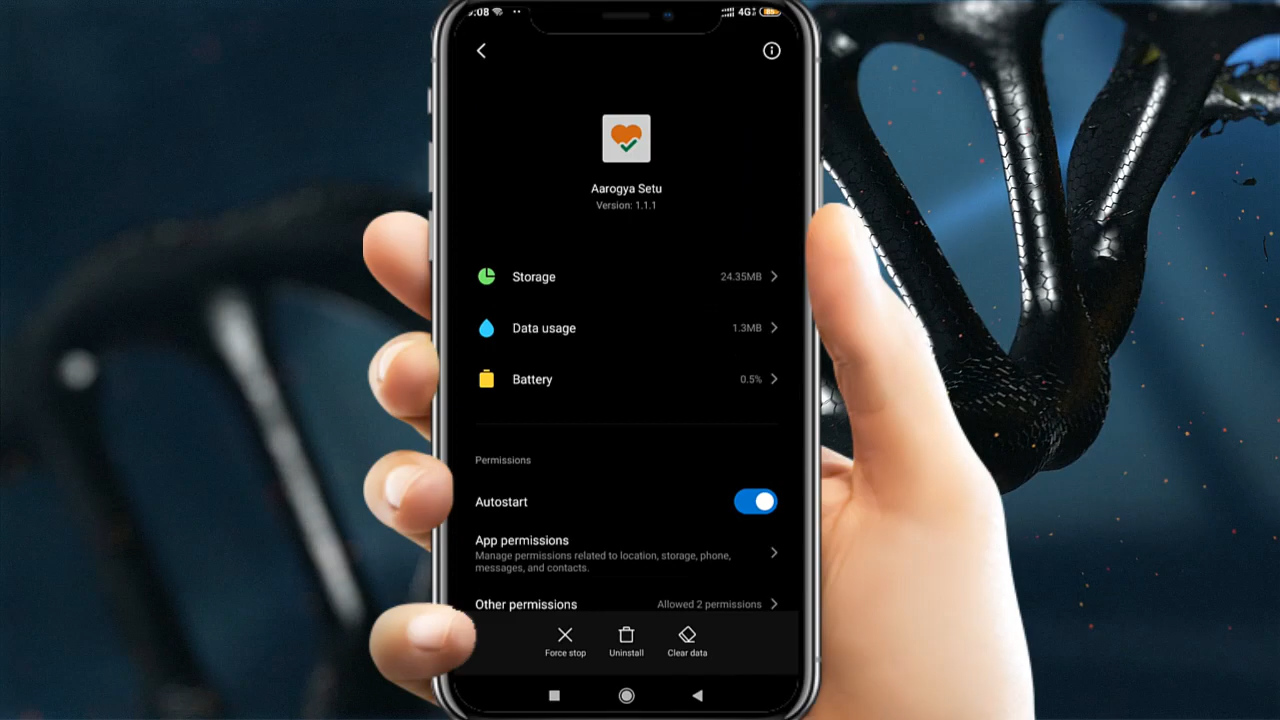 :08
4G
Aarogya Setu
Version: 1.1.1
Storage 24.35MB
Data usage 1.3MB
Battery 0.5%
Permissions
Autostart
App permissions
Manage permissions related to location, storage, phone,
messages, and contacts.
Other permissions Allowed 2 permissions
Force stop Uninstall Clear data